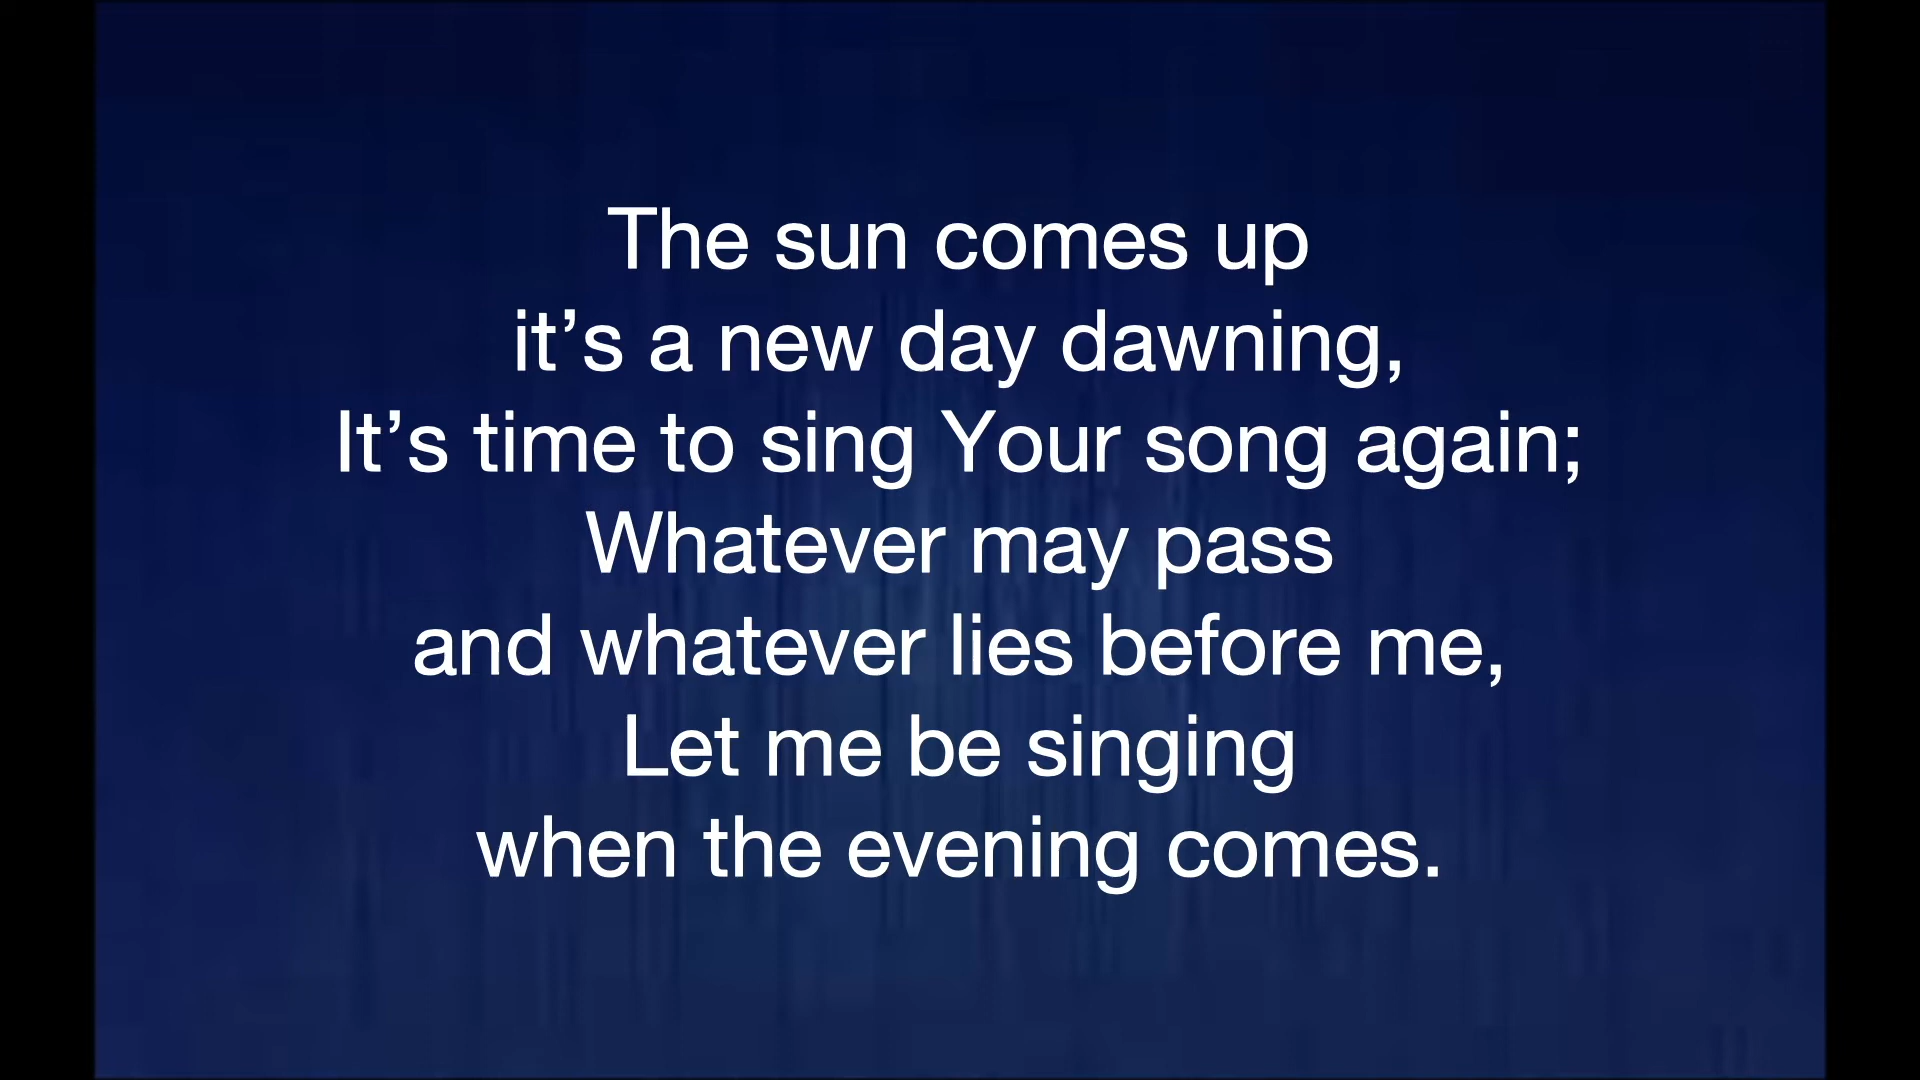 The sun comes up
it’s a new day dawning,
It’s time to sing Your song again;
Whatever may pass
and whatever lies before me,
Let me be singing
when the evening comes.